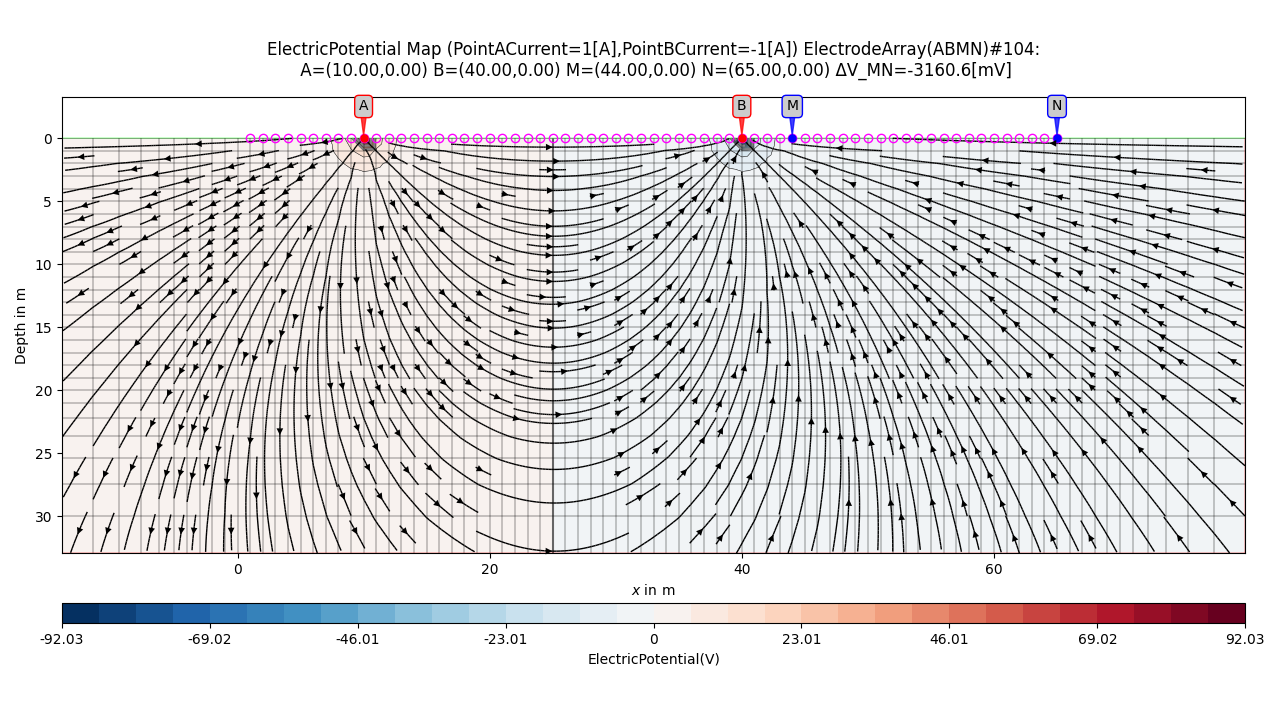 ElectricPotential Map (PointACurrent=1[A],PointBCurrent=-1[A]) ElectrodeArray(ABMN)#104:
A=(10.00,0.00) B=(40.00,0.00) M=(44.00,0.00) N=(65.00,0.00) ΔV_MN=-3160.6[mV]
A B M N
0
5
10
15
20
25
30
Depth in m
0 20 40 60
x in m
-92.03 -69.02 -46.01 -23.01 0 23.01 46.01 69.02 92.03
ElectricPotential(V)